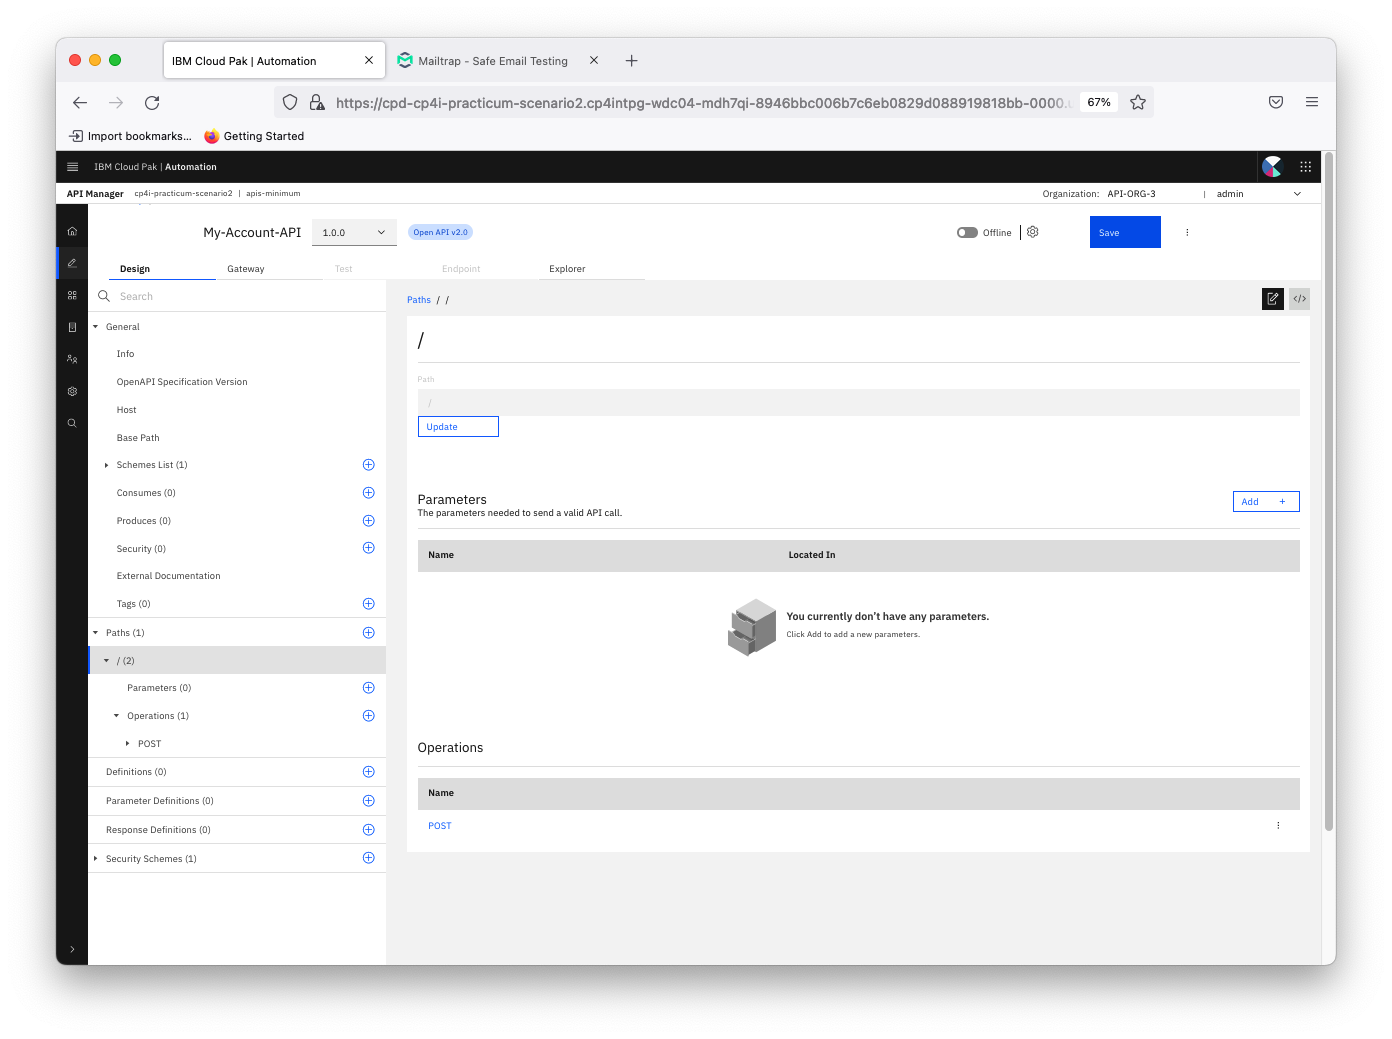 IBM Cloud Pak | Automation
Mailtrap - Safe Email Testing
https://cpd-cp4i-practicum-scenario2.cp4intpg-wdc04-mdh7qi-8946bbc006b7c6eb0829d088919818bb-0000.
67%
Import bookmarks...
Getting Started
IBM Cloud Pak | Automation
API Manager cp4i-practicum-scenario2 | apis-minimum
Organization: API-ORG-3 | admin
My-Account-API
1.0.0
Open API v2.0
Offline
Save
Design
Gateway
Test
Endpoint
Explorer
Search
General
Info
OpenAPI Specification Version
Host
Base Path
Schemes List (1)
Consumes (0)
Produces (0)
Security (0)
External Documentation
Tags (0)
Paths (1)
/ (2)
Parameters (0)
Operations (1)
POST
Definitions (0)
Parameter Definitions (0)
Response Definitions (0)
Security Schemes (1)
Paths / /
</>
/
Path
/
Update
Parameters
The parameters needed to send a valid API call.
Add +
Name
Located In
You currently don't have any parameters.
Click Add to add a new parameters.
Operations
Name
POST